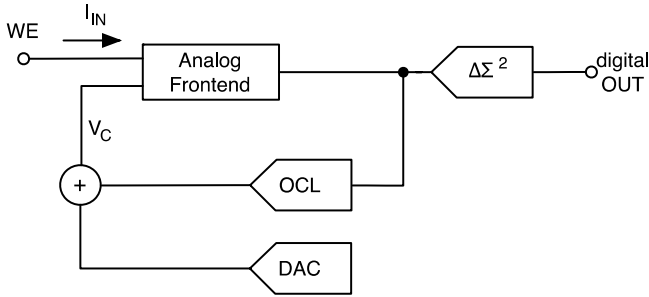 WE
I_IN
Analog
Frontend
ΔΣ²
digital
OUT
V_C
+
OCL
DAC